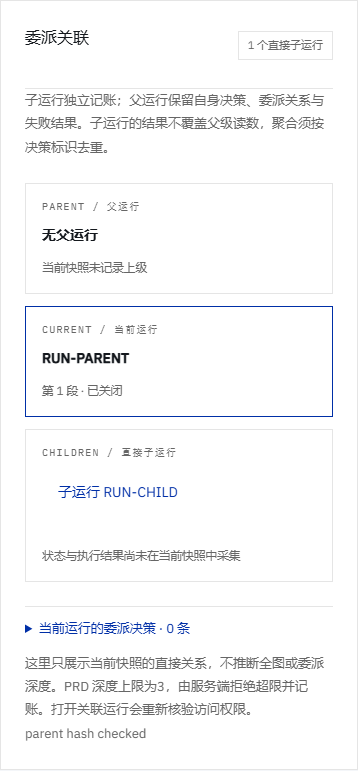 委派关联
1 个直接子运行
子运行独立记账；父运行保留自身决策、委派关系与
失败结果。子运行的结果不覆盖父级读数，聚合须按
决策标识去重。
PARENT / 父运行
无父运行
当前快照未记录上级
CURRENT / 当前运行
RUN-PARENT
第 1 段 · 已关闭
CHILDREN / 直接子运行
子运行 RUN-CHILD
状态与执行结果尚未在当前快照中采集
▶ 当前运行的委派决策 · 0 条
这里只展示当前快照的直接关系，不推断全图或委派
深度。PRD 深度上限为3，由服务端拒绝超限并记
账。打开关联运行会重新核验访问权限。
parent hash checked